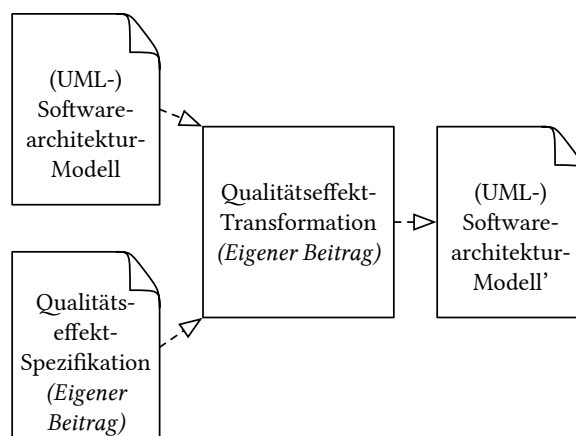 (UML-)
Software-
architektur-
Modell
Qualitäts-
effekt-
Spezifikation
(Eigener
Beitrag)
Qualitätseffekt-
Transformation
(Eigener Beitrag)
(UML-)
Software-
architektur-
Modell’